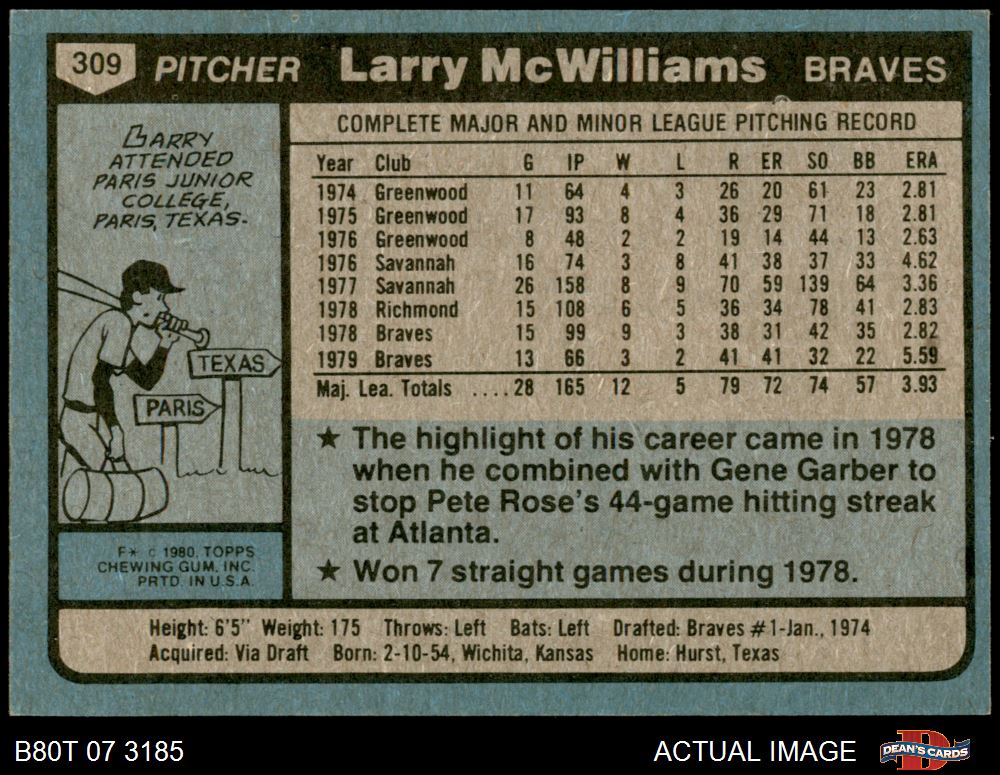 309 PITCHER Larry McWilliams BRAVES
BARRY
ATTENDED
PARIS JUNIOR
COLLEGE,
PARIS, TEXAS.
TEXAS
PARIS
F* © 1980, TOPPS
CHEWING GUM, INC.
PRTD. IN U.S.A.
COMPLETE MAJOR AND MINOR LEAGUE PITCHING RECORD
Year Club G IP W L R ER SO BB ERA
1974 Greenwood 11 64 4 3 26 20 61 23 2.81
1975 Greenwood 17 93 8 4 36 29 71 18 2.81
1976 Greenwood 8 48 2 2 19 14 44 13 2.63
1976 Savannah 16 74 3 8 41 38 37 33 4.62
1977 Savannah 26 158 8 9 70 59 139 64 3.36
1978 Richmond 15 108 6 5 36 34 78 41 2.83
1978 Braves 15 99 9 3 38 31 42 35 2.82
1979 Braves 13 66 3 2 41 41 32 22 5.59
Maj. Lea. Totals ....28 165 12 5 79 72 74 57 3.93
★ The highlight of his career came in 1978
when he combined with Gene Garber to
stop Pete Rose's 44-game hitting streak
at Atlanta.
★ Won 7 straight games during 1978.
Height: 6'5" Weight: 175 Throws: Left Bats: Left Drafted: Braves #1-Jan., 1974
Acquired: Via Draft Born: 2-10-54, Wichita, Kansas Home: Hurst, Texas
B80T 07 3185 ACTUAL IMAGE DEAN'S CARDS